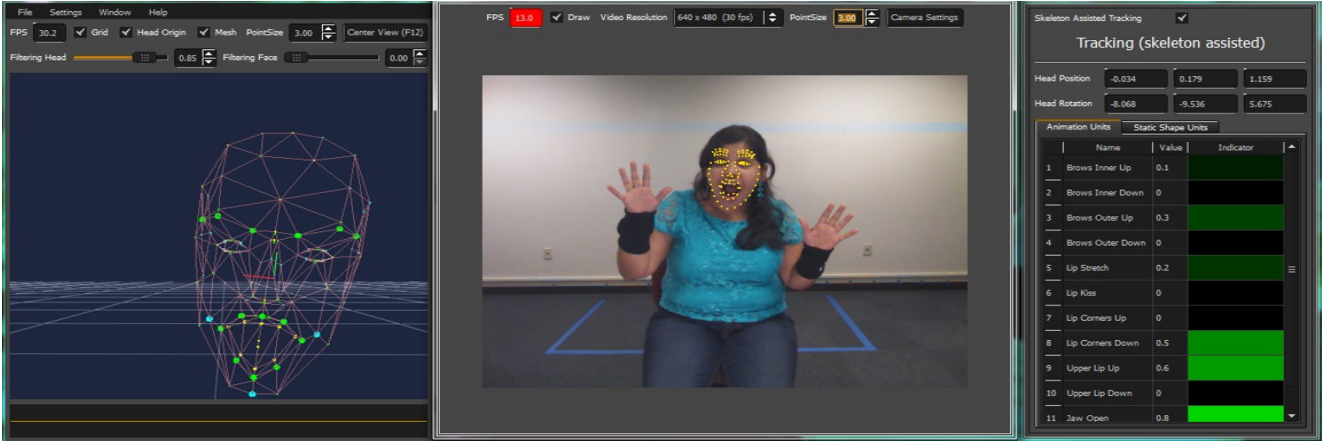 File Settings Window Help
FPS 30.2 Grid Head Origin Mesh PointSize 3.00 Center View (F12)
Filtering Head 0.85 Filtering Face 0.00
FPS 13.0 Draw Video Resolution 640 x 480 (30 fps) PointSize 3.00 Camera Settings
Skeleton Assisted Tracking
Tracking (skeleton assisted)
Head Position -0.034 0.179 1.159
Head Rotation -8.068 -9.536 5.675
Animation Units Static Shape Units
Name Value Indicator
1 Brows Inner Up 0.1
2 Brows Inner Down 0
3 Brows Outer Up 0.3
4 Brows Outer Down 0
5 Lip Stretch 0.2
6 Lip Kiss 0
7 Lip Corners Up 0
8 Lip Corners Down 0.5
9 Upper Lip Up 0.6
10 Upper Lip Down 0
11 Jaw Open 0.8